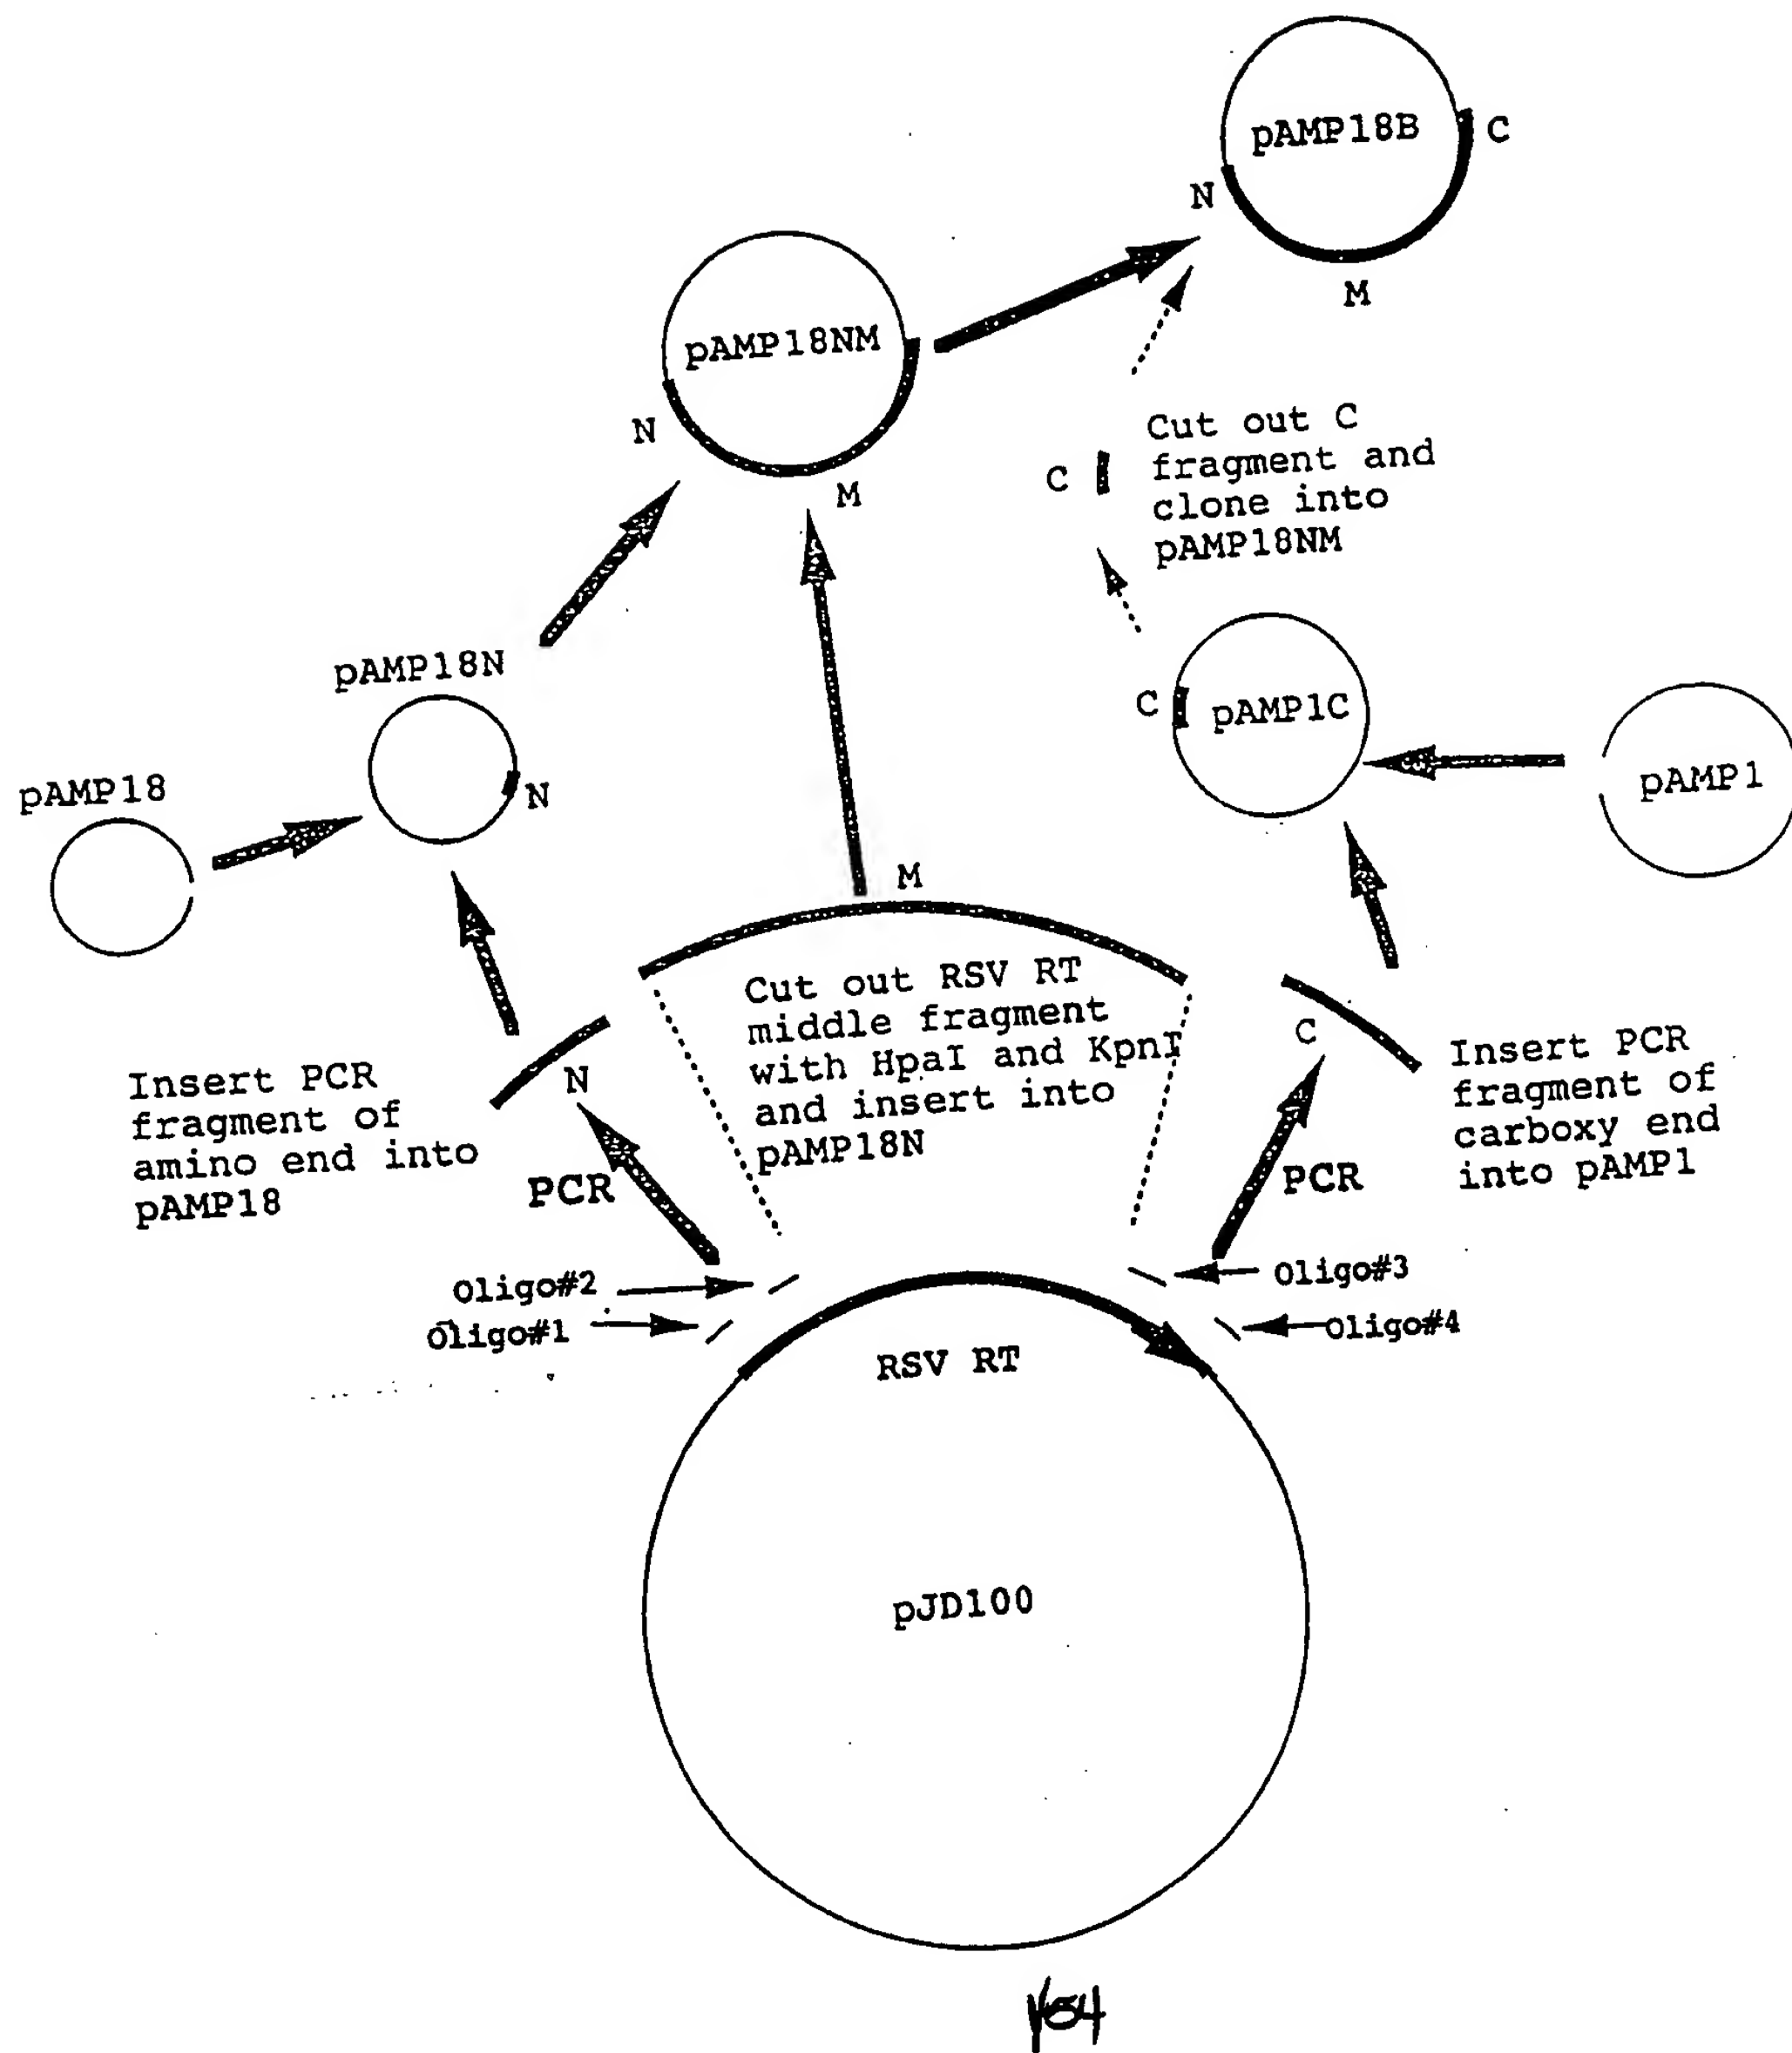 pAMP18B
C
N
M
pAMP18NM
N
M
C
Cut out C
fragment and
clone into
pAMP18NM
pAMP18N
N
pAMP18
C
pAMP1C
pAMP1
M
Cut out RSV RT
middle fragment
with HpaI and KpnI
and insert into
pAMP18N
N
Insert PCR
fragment of
amino end into
pAMP18
PCR
C
Insert PCR
fragment of
carboxy end
into pAMP1
PCR
Oligo#2
Oligo#1
Oligo#3
Oligo#4
RSV RT
pJD100